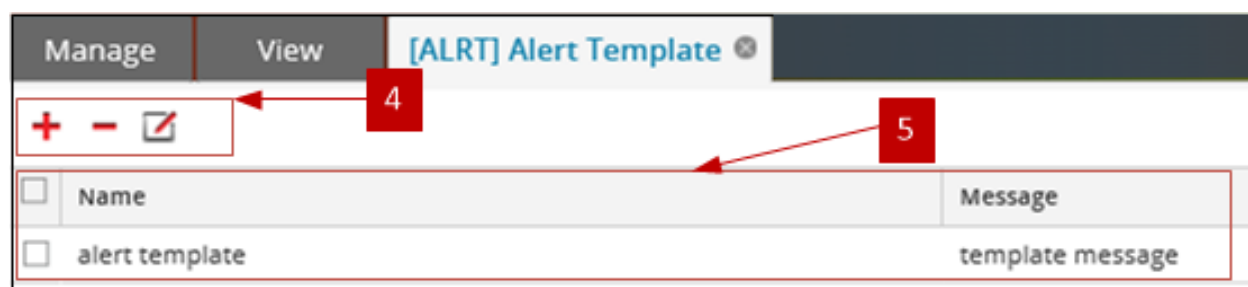 Manage View [ALRT] Alert Template
4
5
Name Message
alert template template message